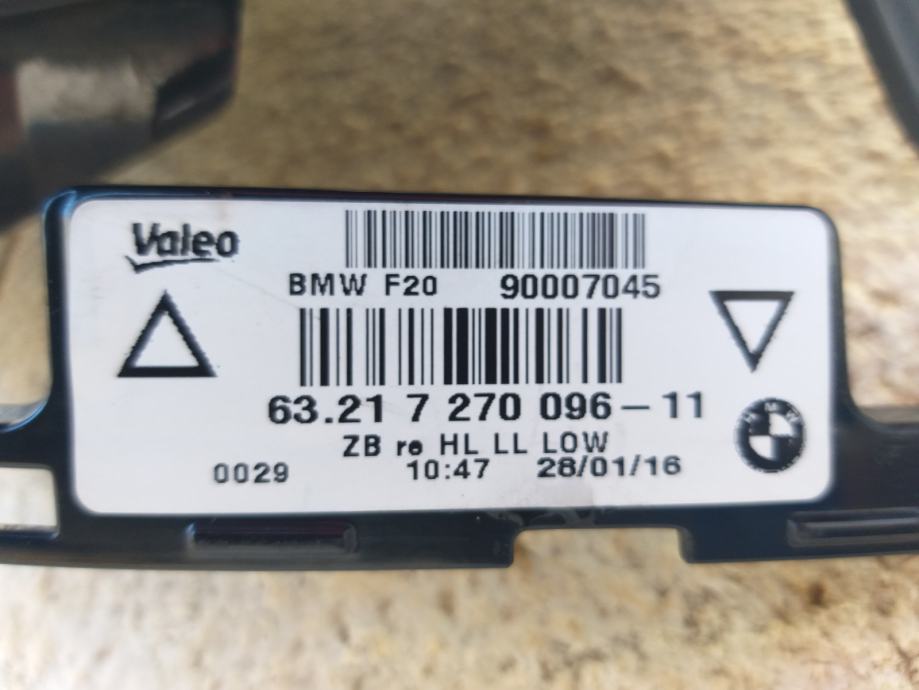 Valeo
BMW F20 90007045
63.21 7 270 096-11
ZB re HL LL LOW
0029 10:47 28/01/16
BMW